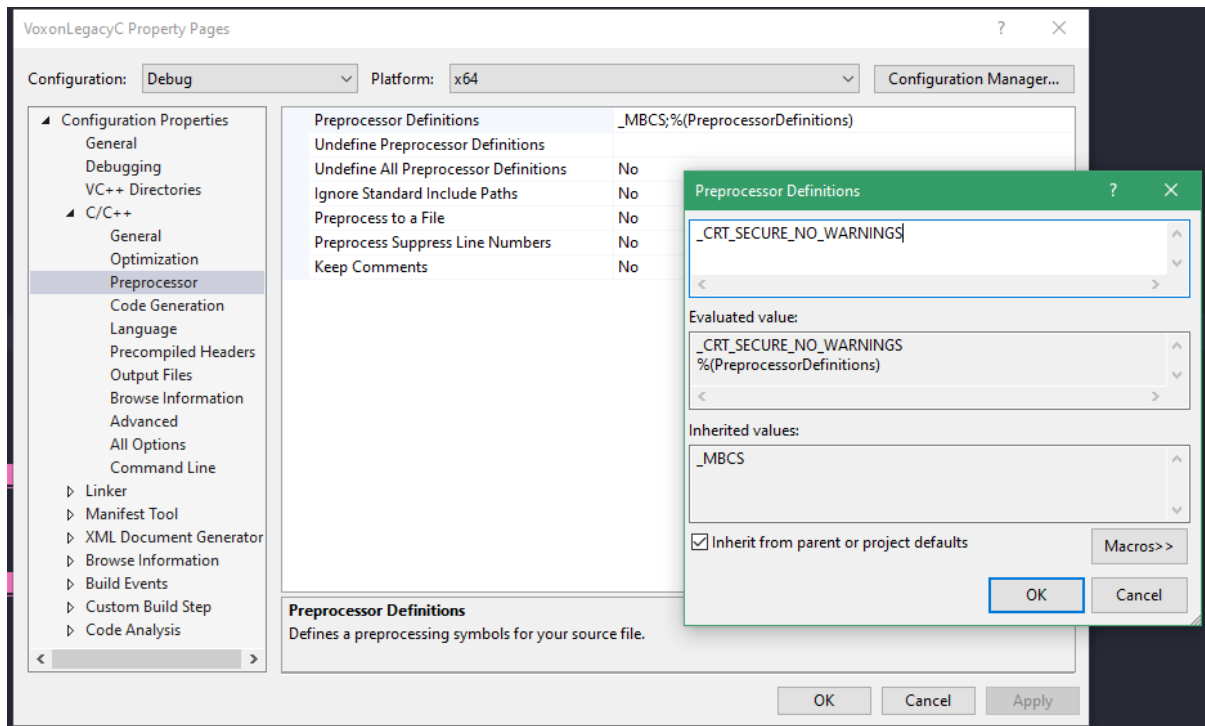 VoxonLegacyC Property Pages
Configuration: Debug Platform: x64 Configuration Manager...
Configuration Properties
General
Debugging
VC++ Directories
C/C++
General
Optimization
Preprocessor
Code Generation
Language
Precompiled Headers
Output Files
Browse Information
Advanced
All Options
Command Line
Linker
Manifest Tool
XML Document Generator
Browse Information
Build Events
Custom Build Step
Code Analysis
Preprocessor Definitions _MBCS;%(PreprocessorDefinitions)
Undefine Preprocessor Definitions
Undefine All Preprocessor Definitions No
Ignore Standard Include Paths No
Preprocess to a File No
Preprocess Suppress Line Numbers No
Keep Comments No
Preprocessor Definitions
Defines a preprocessing symbols for your source file.
OK Cancel Apply
Preprocessor Definitions
_CRT_SECURE_NO_WARNINGS
Evaluated value:
_CRT_SECURE_NO_WARNINGS
%(PreprocessorDefinitions)
Inherited values:
_MBCS
Inherit from parent or project defaults
Macros>>
OK Cancel